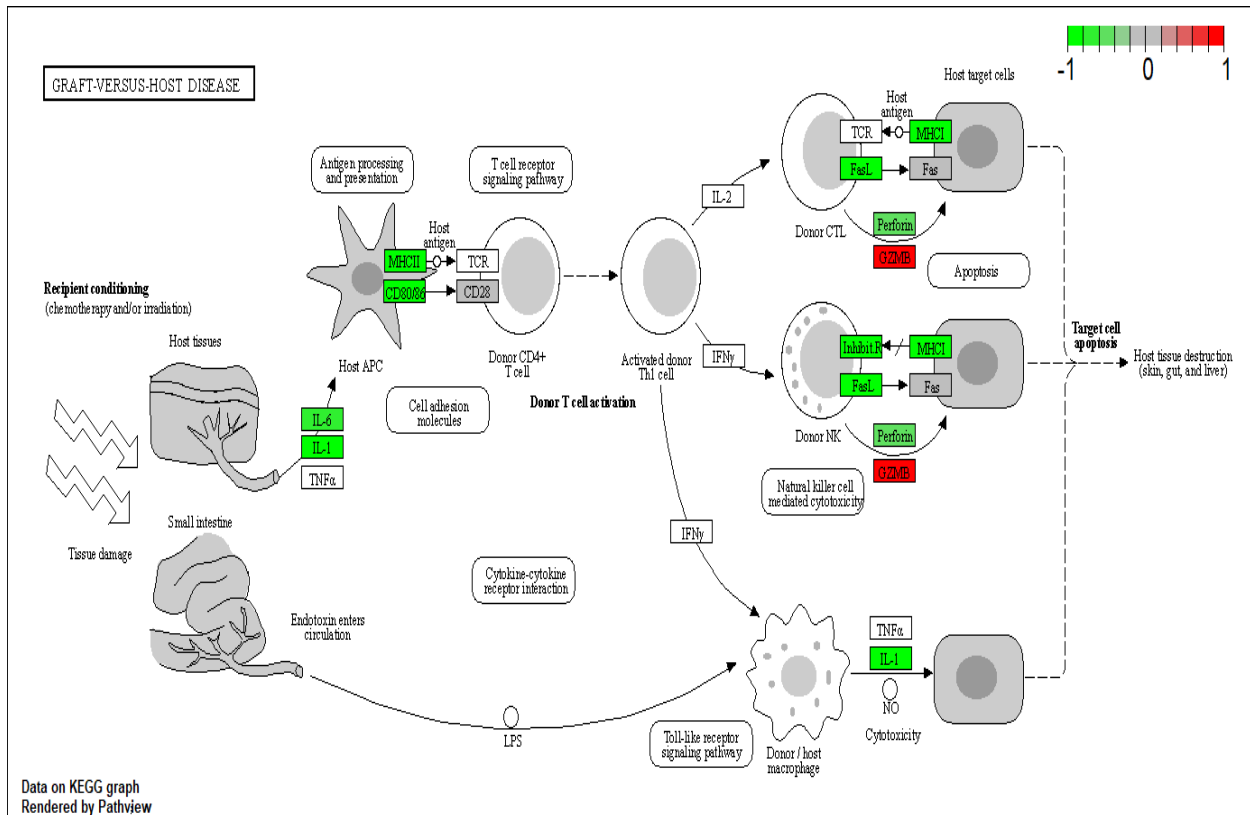 GRAFT-VERSUS-HOST DISEASE
-1 0 1
Host target cells
Host
antigen
TCR
MHCI
FasL
Fas
Donor CTL
Perforin
GZMB
Apoptosis
Antigen processing
and presentation
T cell receptor
signaling pathway
IL-2
Host
antigen
MHCII
TCR
CD80/86
CD28
Recipient conditioning
(chemotherapy and/or irradiation)
Host tissues
Host APC
Donor CD4+
T cell
Activated donor
Th1 cell
IFNγ
Inhibit.R
MHCI
FasL
Fas
Donor NK
Perforin
GZMB
Target cell
apoptosis
Host tissue destruction
(skin, gut, and liver)
Cell adhesion
molecules
Donor T cell activation
IL-6
IL-1
TNFα
Natural killer cell
mediated cytotoxicity
Tissue damage
Small intestine
IFNγ
Cytokine-cytokine
receptor interaction
Endotoxin enters
circulation
LPS
Toll-like receptor
signaling pathway
Donor / host
macrophage
TNFα
IL-1
NO
Cytotoxicity
Data on KEGG graph
Rendered by Pathview